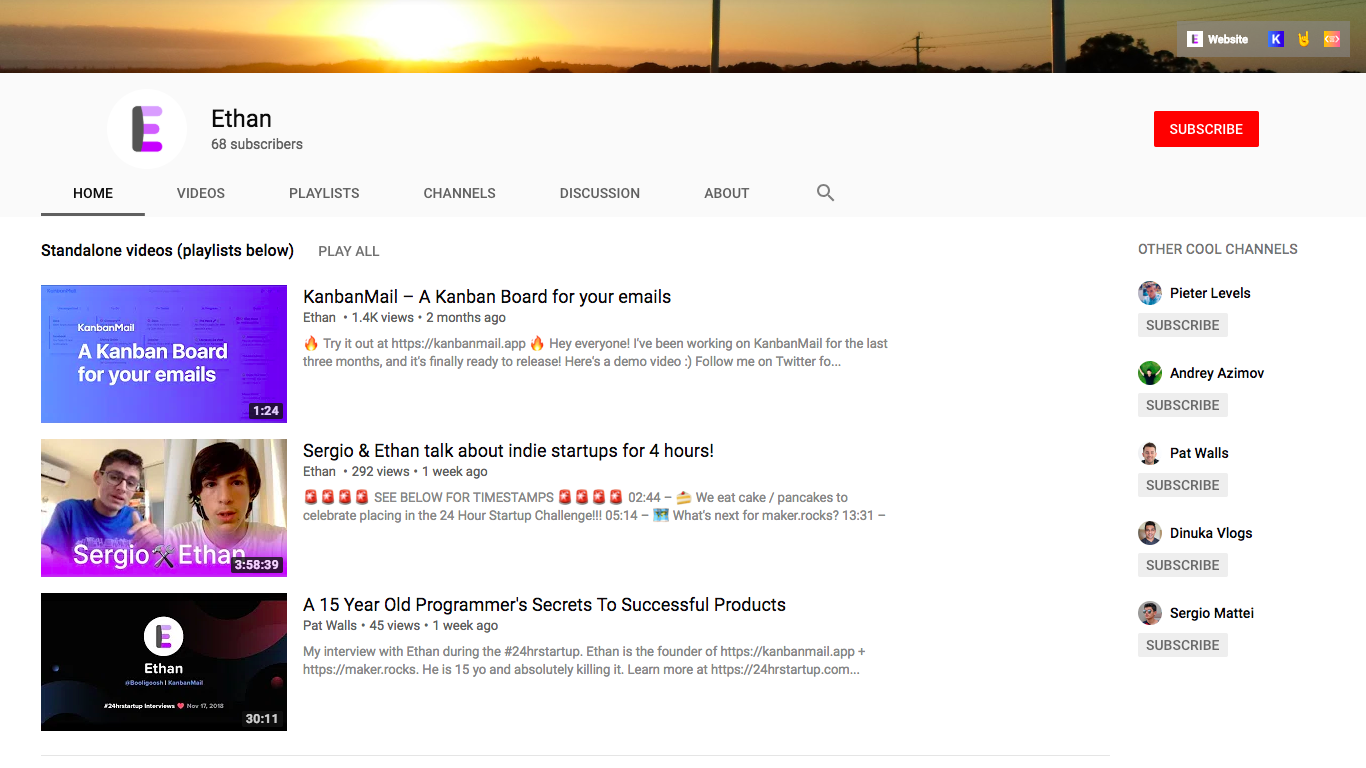 E Website K
E
Ethan
68 subscribers
SUBSCRIBE
HOME VIDEOS PLAYLISTS CHANNELS DISCUSSION ABOUT
Standalone videos (playlists below) PLAY ALL
KanbanMail
A Kanban Board
for your emails
1:24
KanbanMail – A Kanban Board for your emails
Ethan • 1.4K views • 2 months ago
🔥 Try it out at https://kanbanmail.app 🔥 Hey everyone! I've been working on KanbanMail for the last
three months, and it's finally ready to release! Here's a demo video :) Follow me on Twitter fo...
Sergio🛠Ethan
3:58:39
Sergio & Ethan talk about indie startups for 4 hours!
Ethan • 292 views • 1 week ago
🚨🚨🚨🚨 SEE BELOW FOR TIMESTAMPS 🚨🚨🚨🚨 02:44 – 🍰 We eat cake / pancakes to
celebrate placing in the 24 Hour Startup Challenge!!! 05:14 – 🗺 What's next for maker.rocks? 13:31 –
E
Ethan
@Booligoosh | KanbanMail
#24hrstartup Interviews ❤ Nov 17, 2018
30:11
A 15 Year Old Programmer's Secrets To Successful Products
Pat Walls • 45 views • 1 week ago
My interview with Ethan during the #24hrstartup. Ethan is the founder of https://kanbanmail.app +
https://maker.rocks. He is 15 yo and absolutely killing it. Learn more at https://24hrstartup.com...
OTHER COOL CHANNELS
Pieter Levels
SUBSCRIBE
Andrey Azimov
SUBSCRIBE
Pat Walls
SUBSCRIBE
Dinuka Vlogs
SUBSCRIBE
Sergio Mattei
SUBSCRIBE